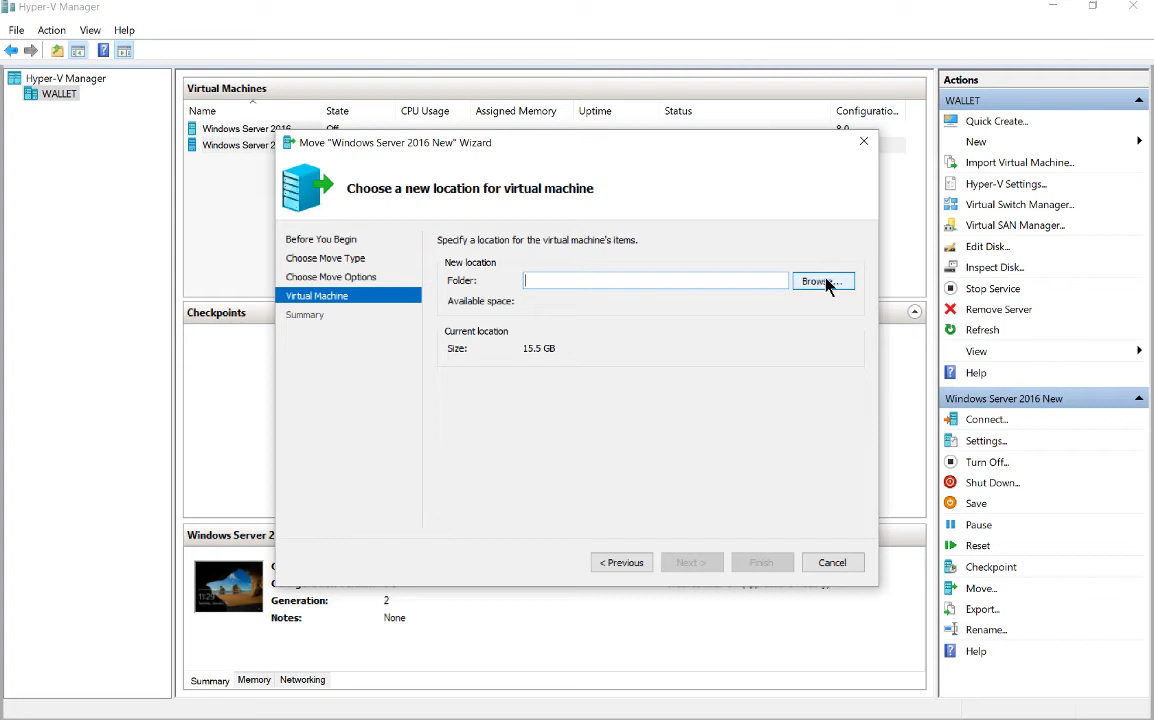 Hyper-V Manager
File Action View Help
Hyper-V Manager
WALLET
Virtual Machines
Name State CPU Usage Assigned Memory Uptime Status Configuratio...
Windows Server 2016 Off 8.0
Windows Server 2
Move "Windows Server 2016 New" Wizard
Choose a new location for virtual machine
Before You Begin
Choose Move Type
Choose Move Options
Virtual Machine
Summary
Specify a location for the virtual machine's items.
New location
Folder: Browse...
Available space:
Current location
Size: 15.5 GB
< Previous Next > Finish Cancel
Checkpoints
Windows Server 2
11:29
Generation: 2
Notes: None
Summary Memory Networking
Actions
WALLET
Quick Create...
New
Import Virtual Machine...
Hyper-V Settings...
Virtual Switch Manager...
Virtual SAN Manager...
Edit Disk...
Inspect Disk...
Stop Service
Remove Server
Refresh
View
Help
Windows Server 2016 New
Connect...
Settings...
Turn Off...
Shut Down...
Save
Pause
Reset
Checkpoint
Move...
Export...
Rename...
Help